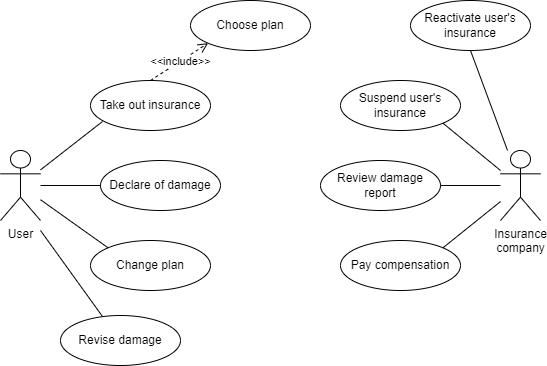 Choose plan
Reactivate user's
insurance
<<include>>
Take out insurance
Suspend user's
insurance
Declare of damage
Review damage
report
User
Insurance
company
Change plan
Pay compensation
Revise damage